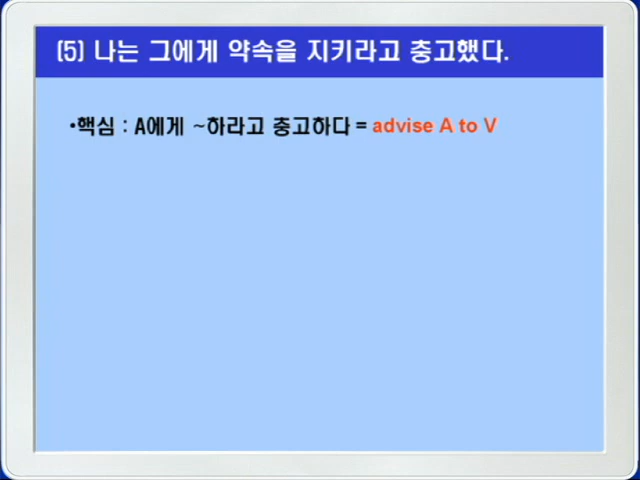 (5) 나는 그에게 약속을 지키라고 충고했다.
•핵심 : A에게 ~하라고 충고하다 = advise A to V